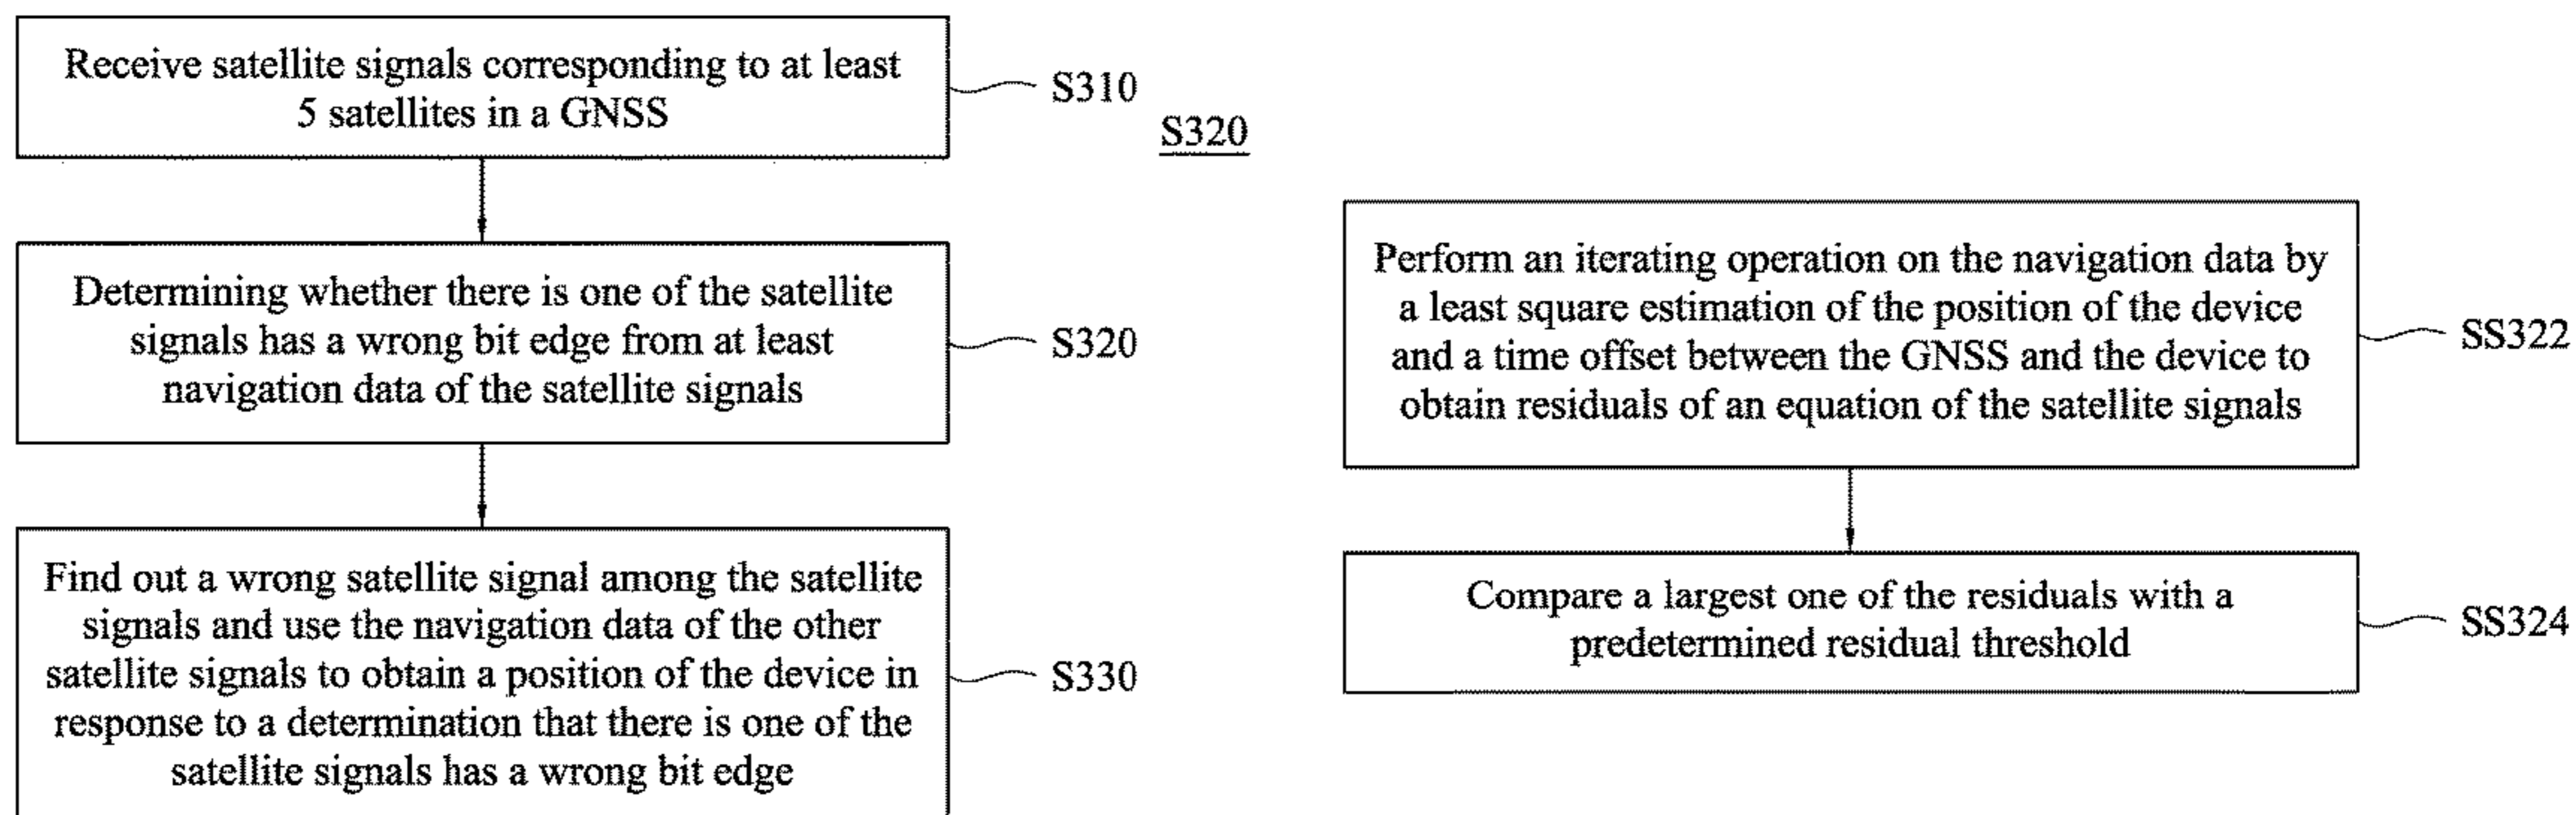 Receive satellite signals corresponding to at least
5 satellites in a GNSS
S310
Determining whether there is one of the satellite
signals has a wrong bit edge from at least
navigation data of the satellite signals
S320
Find out a wrong satellite signal among the satellite
signals and use the navigation data of the other
satellite signals to obtain a position of the device in
response to a determination that there is one of the
satellite signals has a wrong bit edge
S330
S320
Perform an iterating operation on the navigation data by
a least square estimation of the position of the device
and a time offset between the GNSS and the device to
obtain residuals of an equation of the satellite signals
SS322
Compare a largest one of the residuals with a
predetermined residual threshold
SS324